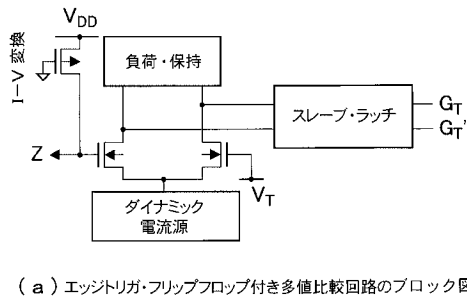 V_DD
I－V 変換
負荷・保持
スレーブ・ラッチ
G_T
G_T'
Z
V_T
ダイナミック
電流源
（ａ）エッジトリガ・フリップフロップ付き多値比較回路のブロック図